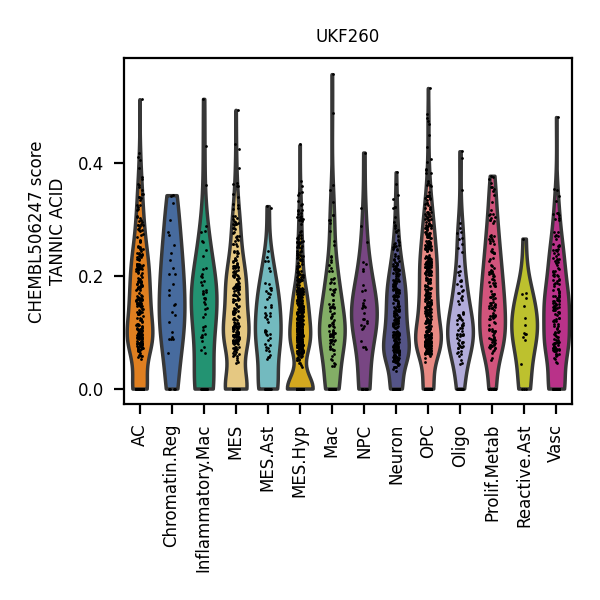 UKF260
CHEMBL506247 score
TANNIC ACID
0.4
0.2
0.0
AC
Chromatin.Reg
Inflammatory.Mac
MES
MES.Ast
MES.Hyp
Mac
NPC
Neuron
OPC
Oligo
Prolif.Metab
Reactive.Ast
Vasc